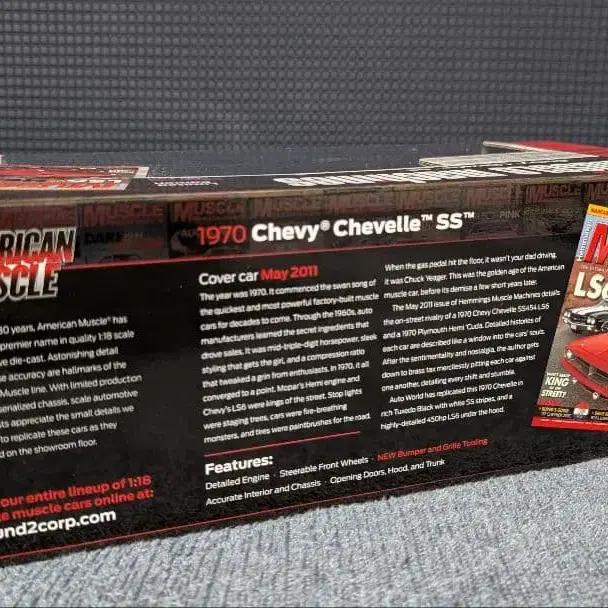 1970 Chevy® Chevelle™ SS™
RICAN
SCLE
30 years, American Muscle® has
premier name in quality 1:18 scale
e die-cast. Astonishing detail
e accuracy are hallmarks of the
Muscle line. With limited production
ersonalized chassis, scale automotive
ts appreciate the small details we
to replicate these cars as they
d on the showroom floor.
our entire lineup of 1:18
e muscle cars online at:
und2corp.com
Cover car May 2011
The year was 1970. It commenced the swan song of
the quickest and most powerful factory-built muscle
cars for decades to come. Through the 1960s, auto
manufacturers learned the secret ingredients that
drove sales. It was mid-triple-digit horsepower, sleek
styling that gets the girl, and a compression ratio
that tweaked a grin from enthusiasts. In 1970, it all
converged to a point. Mopar's Hemi engine and
Chevy's LS6 were kings of the street. Stop lights
were staging trees, cars were fire-breathing
monsters, and tires were paintbrushes for the road.
When the gas pedal hit the floor, it wasn't your dad driving,
it was Chuck Yeager. This was the golden age of the American
muscle car, before its demise a few short years later.
The May 2011 issue of Hemmings Muscle Machines details
the on-street rivalry of a 1970 Chevy Chevelle SS454 LS6
and a 1970 Plymouth Hemi 'Cuda. Detailed histories of
each car are described like a window into the cars' souls.
After the sentimentality and nostalgia, the author gets
down to brass tax mercilessly pitting each against
one another, detailing every shift and stumble.
Auto World has replicated this 1970 Chevelle in
rich Tuxedo Black with white SS stripes, and a
highly-detailed 450hp LS6 under the hood.
Features:
Detailed Engine · Steerable Front Wheels · NEW Bumper and Grille Tooling
Accurate Interior and Chassis · Opening Doors, Hood, and Trunk
Hemmings
M
LS6
KING
OF THE
STREET?